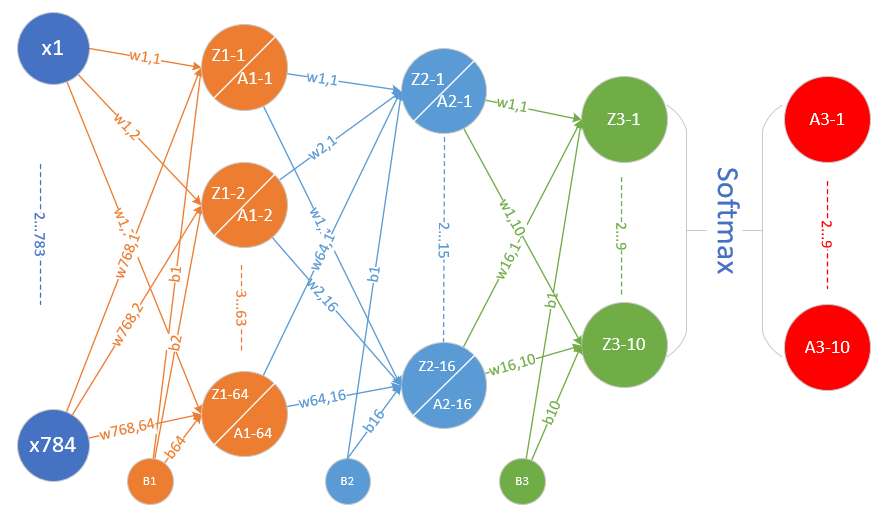 x1
2...783
x784
w1,1
w1,2
w768,1
w768,2
w768,64
b1
b2
b64
B1
Z1-1
A1-1
Z1-2
A1-2
3...63
Z1-64
A1-64
w1,1
w2,1
w64,1
w2,16
w64,16
b1
b16
B2
Z2-1
A2-1
2...15
Z2-16
A2-16
w1,1
w1,10
w16,1
w16,10
b1
b10
B3
Z3-1
2...9
Z3-10
Softmax
A3-1
2...9
A3-10